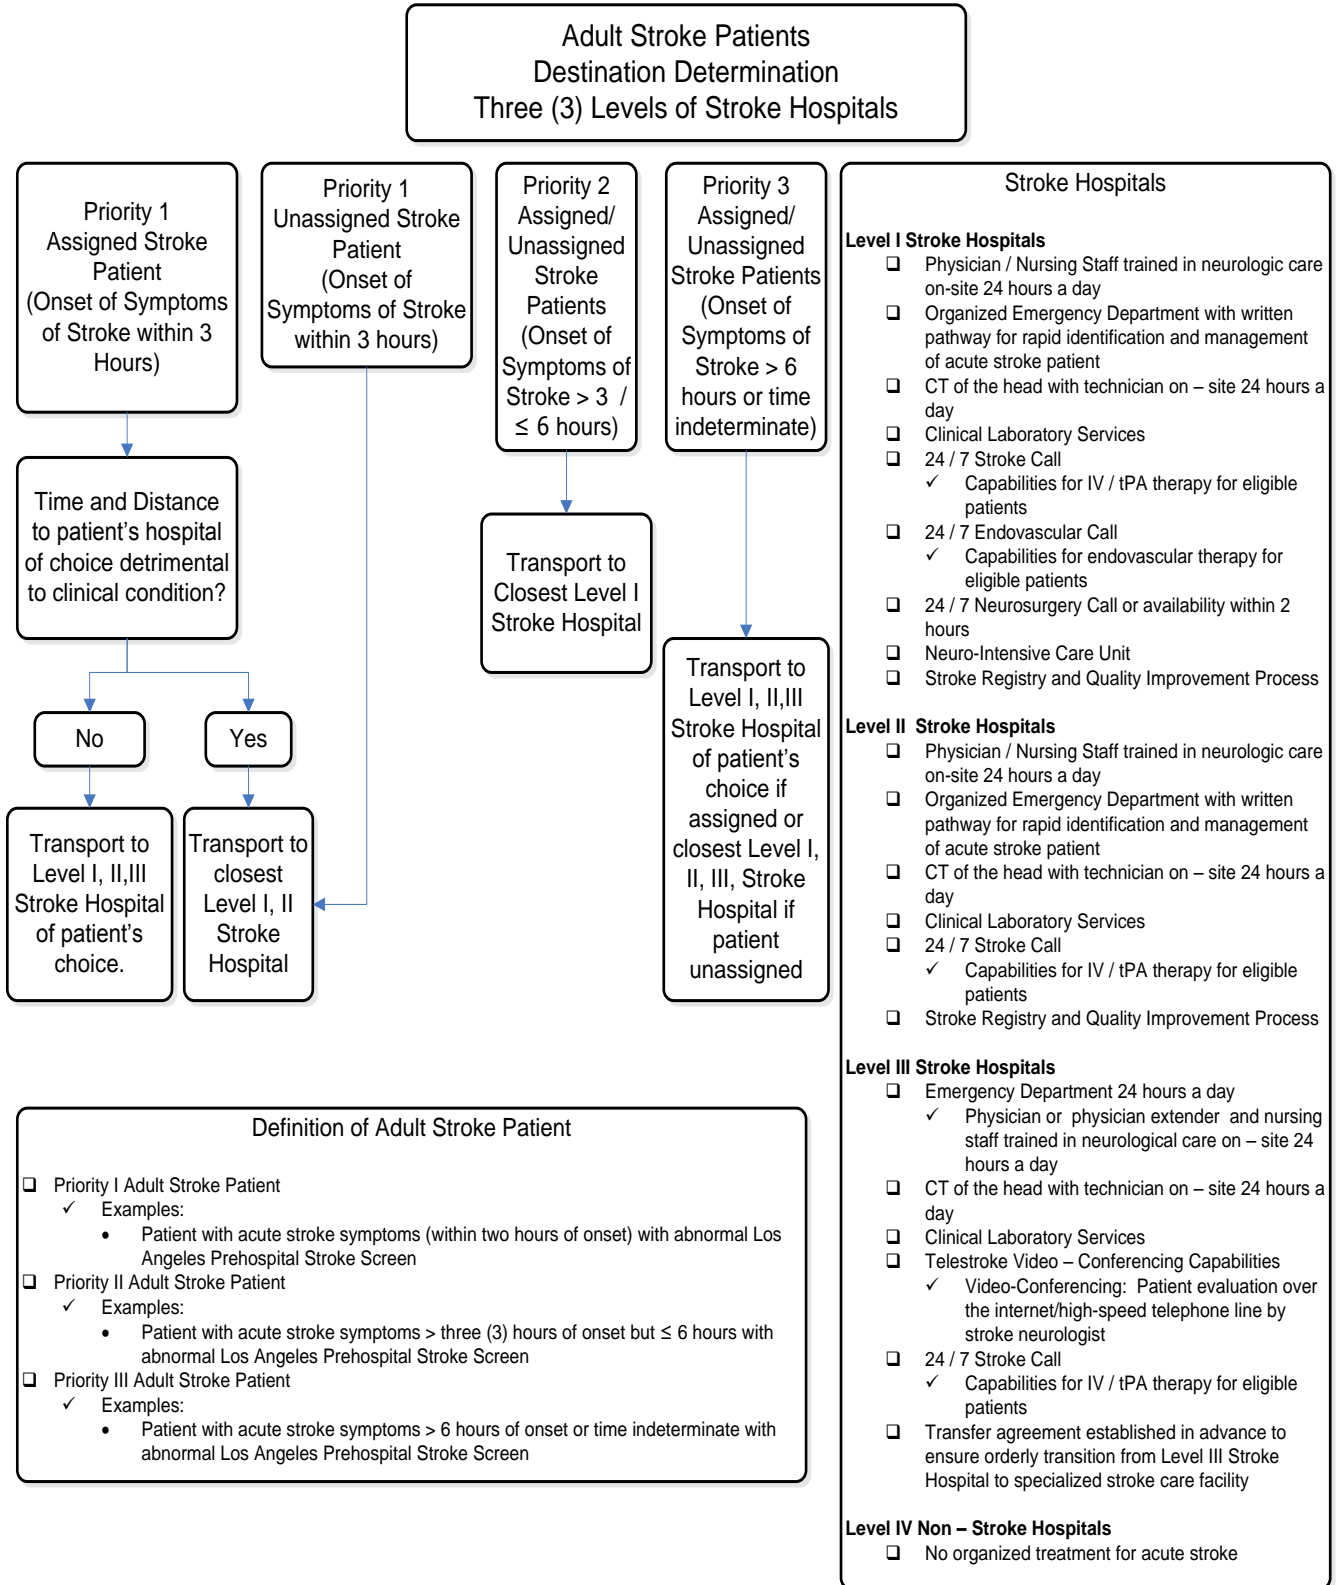 Adult Stroke Patients
Destination Determination
Three (3) Levels of Stroke Hospitals
Priority 1
Assigned Stroke
Patient
(Onset of Symptoms
of Stroke within 3
Hours)
Time and Distance
to patient’s hospital
of choice detrimental
to clinical condition?
No
Yes
Transport to
Level I, II,III
Stroke Hospital
of patient’s
choice.
Transport to
closest
Level I, II
Stroke
Hospital
Priority 1
Unassigned Stroke
Patient
(Onset of
Symptoms of Stroke
within 3 hours)
Priority 2
Assigned/
Unassigned
Stroke
Patients
(Onset of
Symptoms of
Stroke > 3 /
≤ 6 hours)
Transport to
Closest Level I
Stroke Hospital
Priority 3
Assigned/
Unassigned
Stroke Patients
(Onset of
Symptoms of
Stroke > 6
hours or time
indeterminate)
Transport to
Level I, II,III
Stroke Hospital
of patient’s
choice if
assigned or
closest Level I,
II, III, Stroke
Hospital if
patient
unassigned
Stroke Hospitals
Level I Stroke Hospitals
❑ Physician / Nursing Staff trained in neurologic care
on-site 24 hours a day
❑ Organized Emergency Department with written
pathway for rapid identification and management
of acute stroke patient
❑ CT of the head with technician on – site 24 hours a
day
❑ Clinical Laboratory Services
❑ 24 / 7 Stroke Call
✓ Capabilities for IV / tPA therapy for eligible
patients
❑ 24 / 7 Endovascular Call
✓ Capabilities for endovascular therapy for
eligible patients
❑ 24 / 7 Neurosurgery Call or availability within 2
hours
❑ Neuro-Intensive Care Unit
❑ Stroke Registry and Quality Improvement Process
Level II Stroke Hospitals
❑ Physician / Nursing Staff trained in neurologic care
on-site 24 hours a day
❑ Organized Emergency Department with written
pathway for rapid identification and management
of acute stroke patient
❑ CT of the head with technician on – site 24 hours a
day
❑ Clinical Laboratory Services
❑ 24 / 7 Stroke Call
✓ Capabilities for IV / tPA therapy for eligible
patients
❑ Stroke Registry and Quality Improvement Process
Level III Stroke Hospitals
❑ Emergency Department 24 hours a day
✓ Physician or physician extender and nursing
staff trained in neurological care on – site 24
hours a day
❑ CT of the head with technician on – site 24 hours a
day
❑ Clinical Laboratory Services
❑ Telestroke Video – Conferencing Capabilities
✓ Video-Conferencing: Patient evaluation over
the internet/high-speed telephone line by
stroke neurologist
❑ 24 / 7 Stroke Call
✓ Capabilities for IV / tPA therapy for eligible
patients
❑ Transfer agreement established in advance to
ensure orderly transition from Level III Stroke
Hospital to specialized stroke care facility
Level IV Non – Stroke Hospitals
❑ No organized treatment for acute stroke
Definition of Adult Stroke Patient
❑ Priority I Adult Stroke Patient
✓ Examples:
• Patient with acute stroke symptoms (within two hours of onset) with abnormal Los
Angeles Prehospital Stroke Screen
❑ Priority II Adult Stroke Patient
✓ Examples:
• Patient with acute stroke symptoms > three (3) hours of onset but ≤ 6 hours with
abnormal Los Angeles Prehospital Stroke Screen
❑ Priority III Adult Stroke Patient
✓ Examples:
• Patient with acute stroke symptoms > 6 hours of onset or time indeterminate with
abnormal Los Angeles Prehospital Stroke Screen